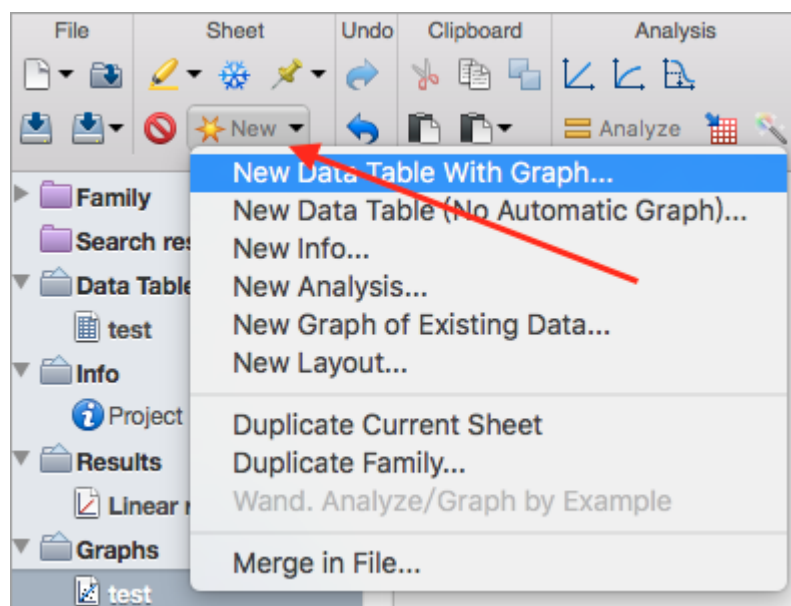 File Sheet Undo Clipboard Analysis
New Analyze
New Data Table With Graph...
Family
New Data Table (No Automatic Graph)...
Search res
New Info...
Data Table
New Analysis...
test
New Graph of Existing Data...
Info
New Layout...
Project
Duplicate Current Sheet
Results
Duplicate Family...
Linear r
Wand. Analyze/Graph by Example
Graphs
Merge in File...
test